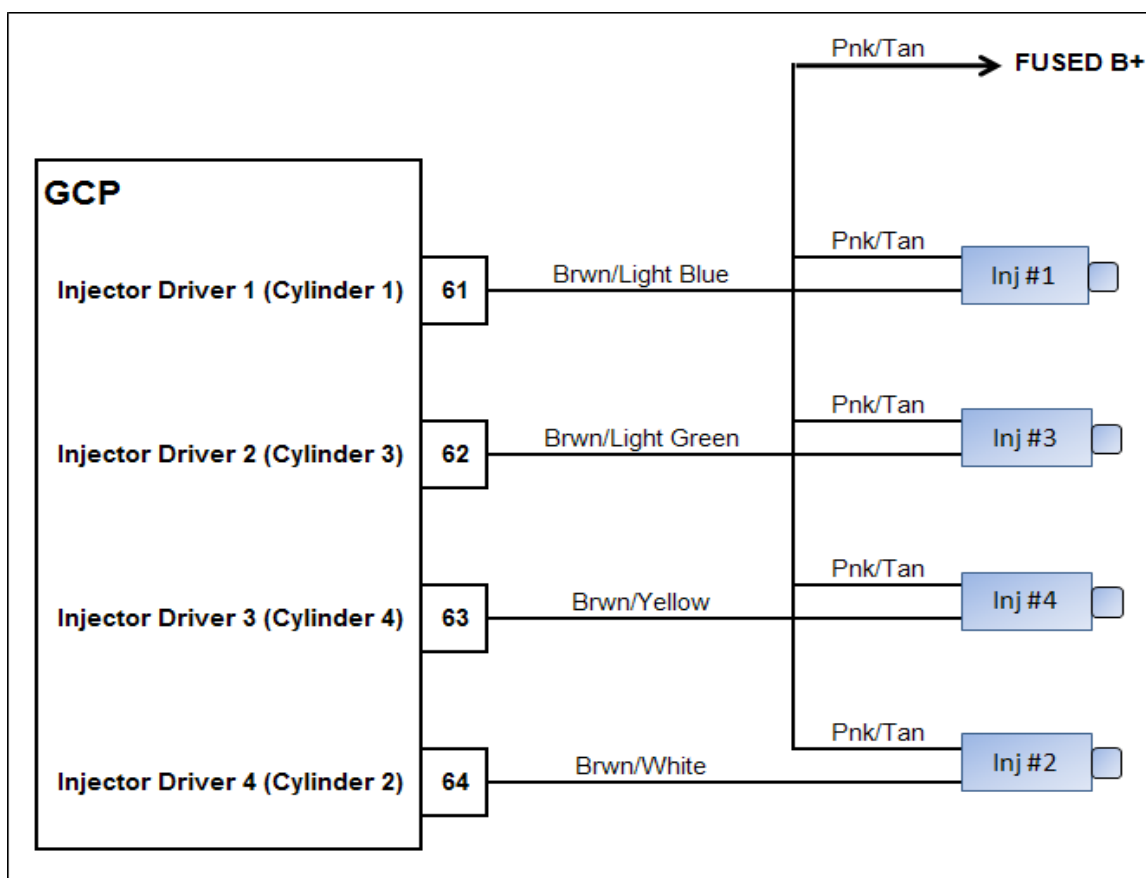 Pnk/Tan
FUSED B+
GCP
Pnk/Tan
Injector Driver 1 (Cylinder 1)
61
Brwn/Light Blue
Inj #1
Pnk/Tan
Injector Driver 2 (Cylinder 3)
62
Brwn/Light Green
Inj #3
Pnk/Tan
Injector Driver 3 (Cylinder 4)
63
Brwn/Yellow
Inj #4
Pnk/Tan
Injector Driver 4 (Cylinder 2)
64
Brwn/White
Inj #2